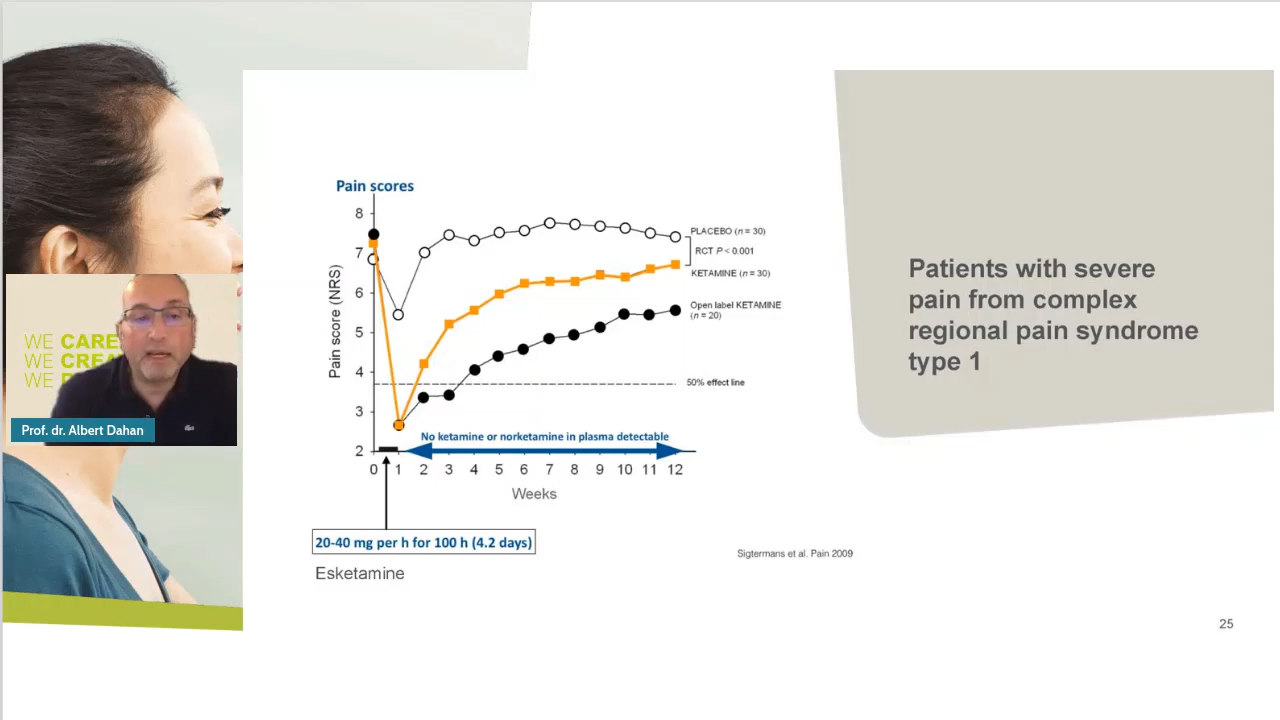 Pain scores
8
7
6
5
4
3
2
Pain score (NRS)
PLACEBO (n = 30)
RCT P < 0.001
KETAMINE (n = 30)
Open label KETAMINE
(n = 20)
50% effect line
No ketamine or norketamine in plasma detectable
0 1 2 3 4 5 6 7 8 9 10 11 12
Weeks
20-40 mg per h for 100 h (4.2 days)
Esketamine
Sigtermans et al. Pain 2009
Patients with severe
pain from complex
regional pain syndrome
type 1
WE CARE
WE CRE
WE
Prof. dr. Albert Dahan
25